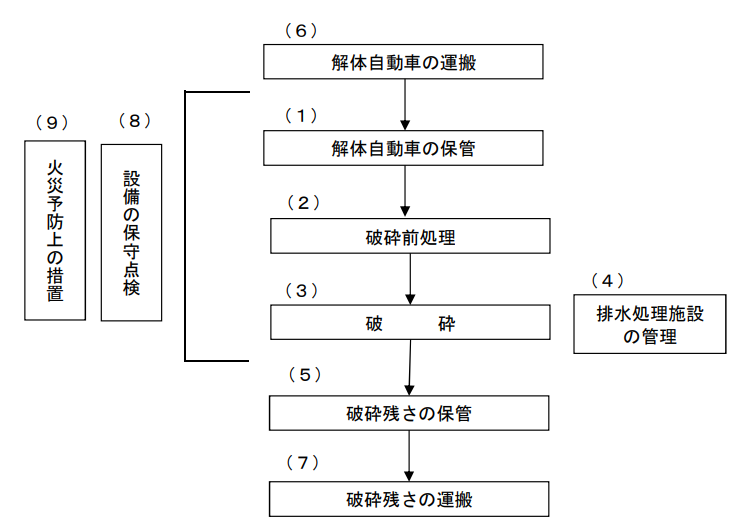 （６）
解体自動車の運搬
（１）
解体自動車の保管
（２）
破砕前処理
（３）
破　　　砕
（４）
排水処理施設
の管理
（５）
破砕残さの保管
（７）
破砕残さの運搬
（８）
設備の保守点検
（９）
火災予防上の措置